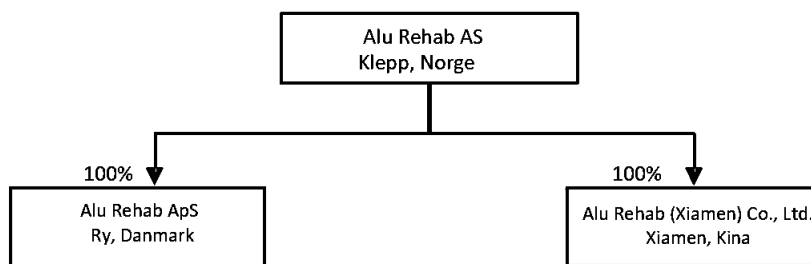 Alu Rehab AS
Klepp, Norge
100%
100%
Alu Rehab ApS
Ry, Danmark
Alu Rehab (Xiamen) Co., Ltd.
Xiamen, Kina